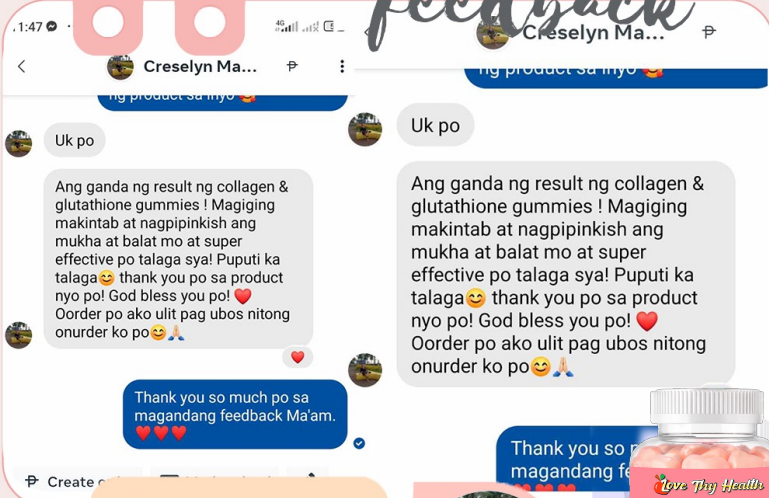 feedback
1:47
4G
Creselyn Ma...
ng product sa inyo 🥰
Uk po
Ang ganda ng result ng collagen &
glutathione gummies ! Magiging
makintab at nagpipinkish ang
mukha at balat mo at super
effective po talaga sya! Puputi ka
talaga😊 thank you po sa product
nyo po! God bless you po! ❤️
Oorder po ako ulit pag ubos nitong
onurder ko po😊🙏🏻
Thank you so much po sa
magandang feedback Ma'am.
❤️❤️❤️
₱ Create
Creselyn Ma...
ng product sa inyo 🥰
Uk po
Ang ganda ng result ng collagen &
glutathione gummies ! Magiging
makintab at nagpipinkish ang
mukha at balat mo at super
effective po talaga sya! Puputi ka
talaga😊 thank you po sa product
nyo po! God bless you po! ❤️
Oorder po ako ulit pag ubos nitong
onurder ko po😊🙏🏻
Thank you so
magandang fe
Love Thy Health